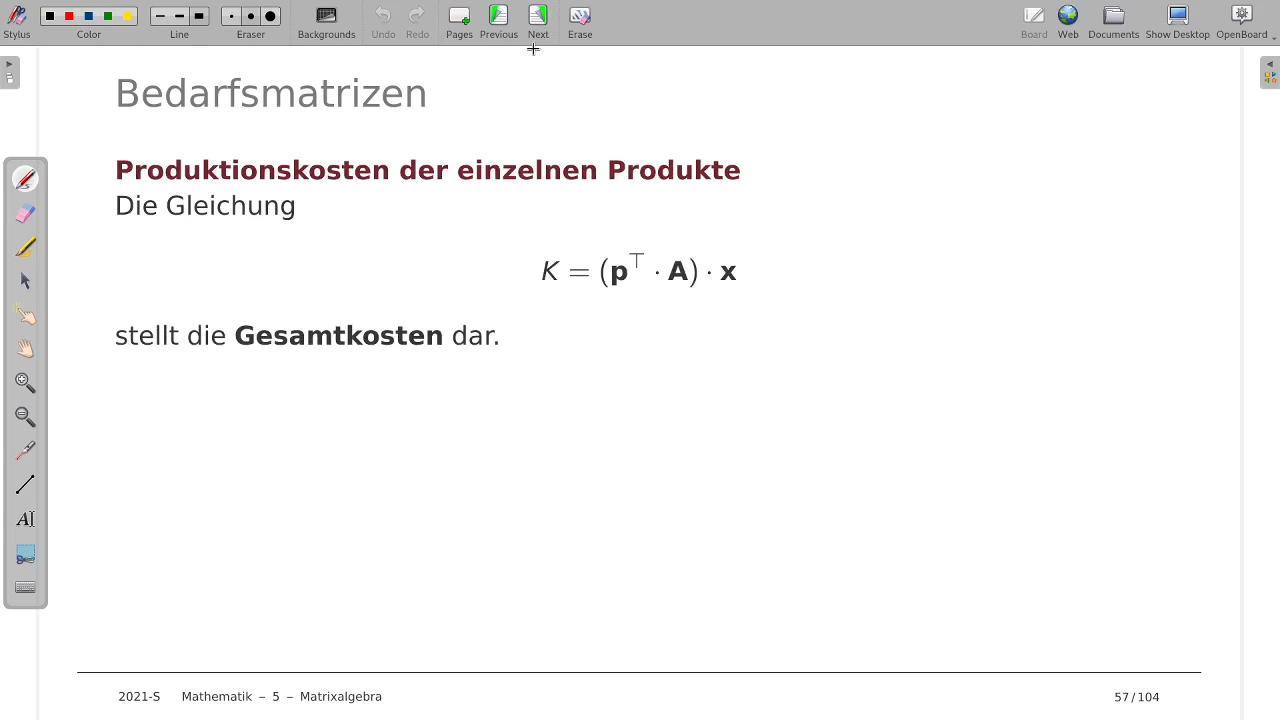 Stylus Color Line Eraser Backgrounds Undo Redo Pages Previous Next Erase Board Web Documents Show Desktop OpenBoard
Bedarfsmatrizen
Produktionskosten der einzelnen Produkte
Die Gleichung
K = (p⊤ · A) · x
stellt die Gesamtkosten dar.
AI
2021-S Mathematik – 5 – Matrixalgebra 57/104